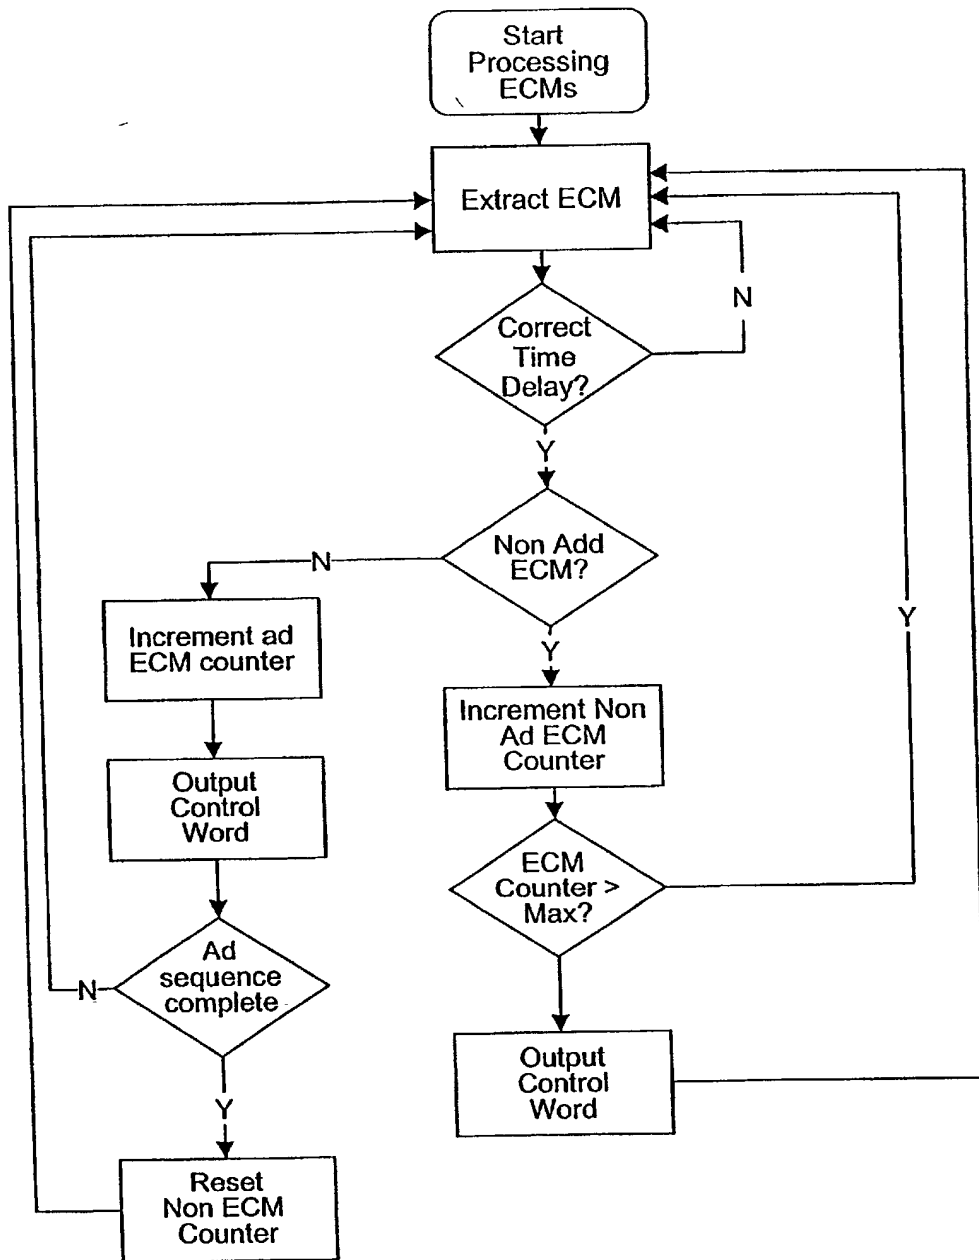 Start
Processing
ECMs
Extract ECM
N
Correct
Time
Delay?
Y
Non Add
ECM?
N
Y
Increment ad
ECM counter
Increment Non
Ad ECM
Counter
Y
Output
Control
Word
ECM
Counter >
Max?
Ad
sequence
complete
N
Output
Control
Word
Y
Reset
Non ECM
Counter